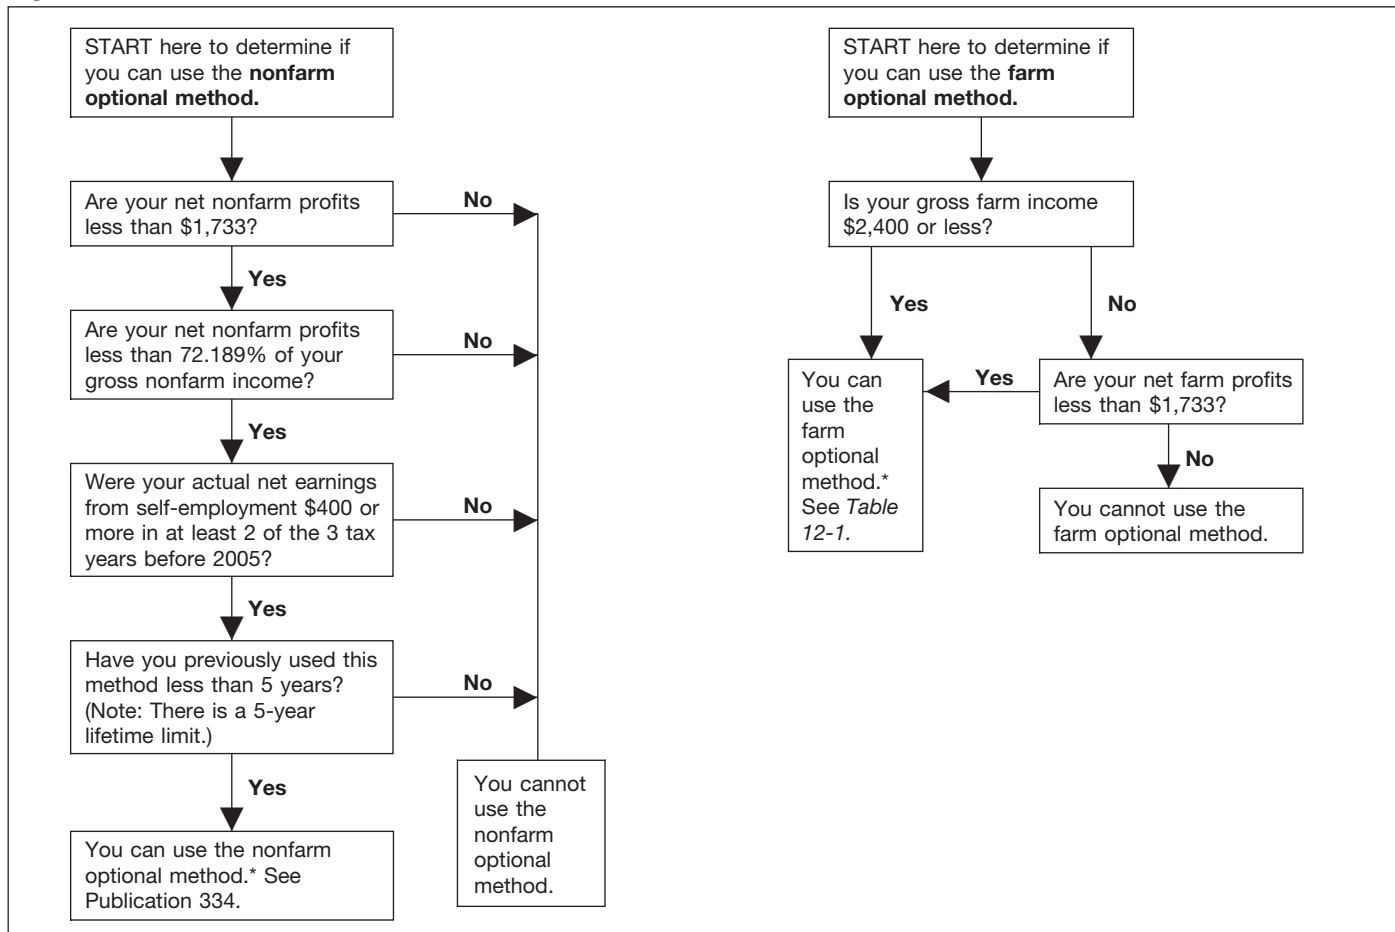 START here to determine if
you can use the nonfarm
optional method.
Are your net nonfarm profits
less than $1,733?
No
Yes
Are your net nonfarm profits
less than 72.189% of your
gross nonfarm income?
No
Yes
Were your actual net earnings
from self-employment $400 or
more in at least 2 of the 3 tax
years before 2005?
No
Yes
Have you previously used this
method less than 5 years?
(Note: There is a 5-year
lifetime limit.)
No
Yes
You can use the nonfarm
optional method.* See
Publication 334.
You cannot
use the
nonfarm
optional
method.
START here to determine if
you can use the farm
optional method.
Is your gross farm income
$2,400 or less?
Yes
No
You can
use the
farm
optional
method.*
See Table
12-1.
Yes
Are your net farm profits
less than $1,733?
No
You cannot use the
farm optional method.